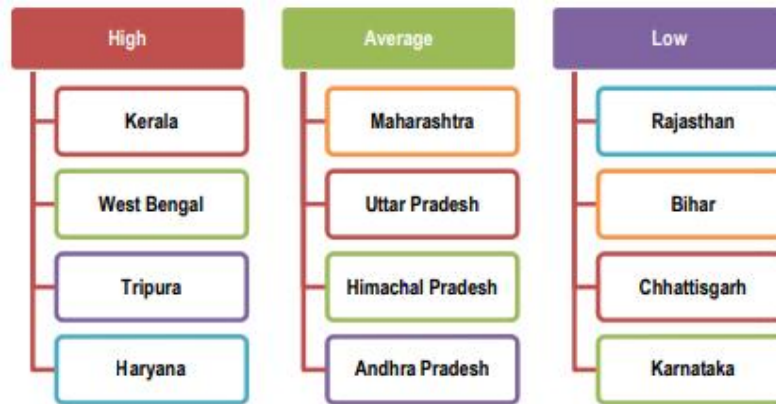 High
Kerala
West Bengal
Tripura
Haryana
Average
Maharashtra
Uttar Pradesh
Himachal Pradesh
Andhra Pradesh
Low
Rajasthan
Bihar
Chhattisgarh
Karnataka